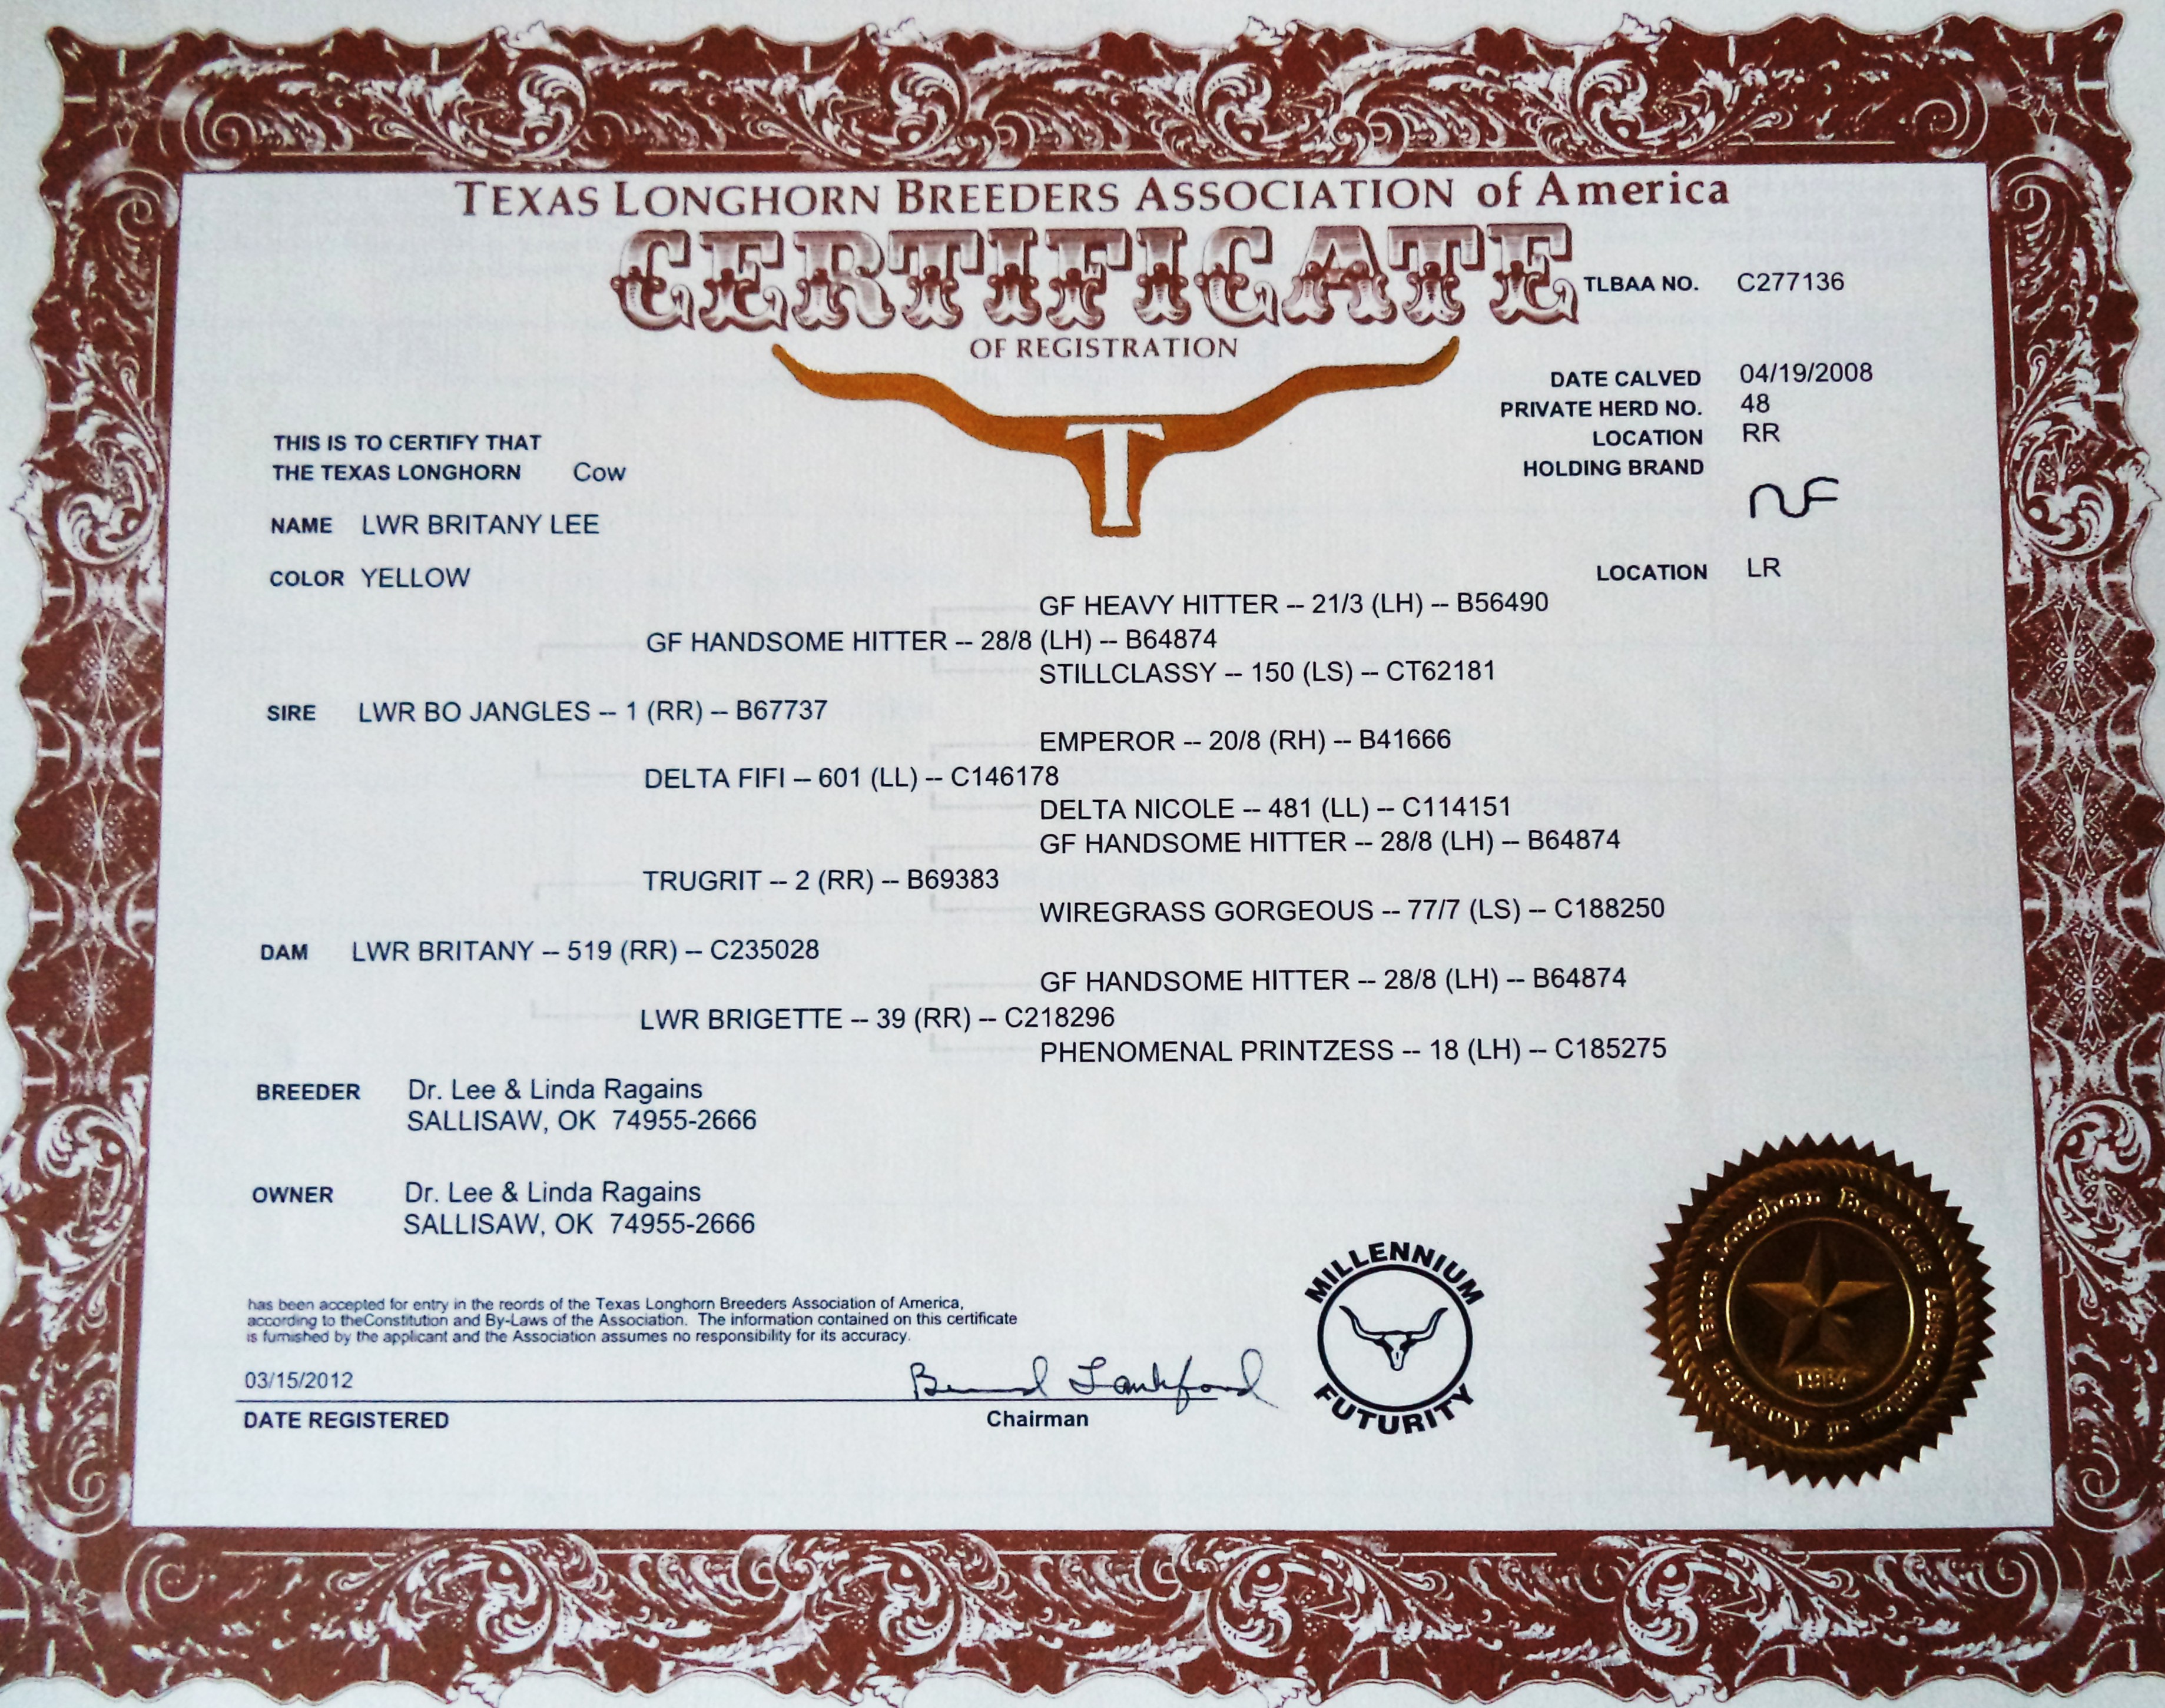 TEXAS LONGHORN BREEDERS ASSOCIATION of America
CERTIFICATE
TLBAA NO. C277136
OF REGISTRATION
T
DATE CALVED 04/19/2008
PRIVATE HERD NO. 48
LOCATION RR
HOLDING BRAND
THIS IS TO CERTIFY THAT
THE TEXAS LONGHORN Cow
NAME LWR BRITANY LEE
COLOR YELLOW
LOCATION LR
GF HEAVY HITTER -- 21/3 (LH) -- B56490
GF HANDSOME HITTER -- 28/8 (LH) -- B64874
STILLCLASSY -- 150 (LS) -- CT62181
SIRE LWR BO JANGLES -- 1 (RR) -- B67737
EMPEROR -- 20/8 (RH) -- B41666
DELTA FIFI -- 601 (LL) -- C146178
DELTA NICOLE -- 481 (LL) -- C114151
GF HANDSOME HITTER -- 28/8 (LH) -- B64874
TRUGRIT -- 2 (RR) -- B69383
WIREGRASS GORGEOUS -- 77/7 (LS) -- C188250
DAM LWR BRITANY -- 519 (RR) -- C235028
GF HANDSOME HITTER -- 28/8 (LH) -- B64874
LWR BRIGETTE -- 39 (RR) -- C218296
PHENOMENAL PRINTZESS -- 18 (LH) -- C185275
BREEDER Dr. Lee & Linda Ragains
SALLISAW, OK 74955-2666
OWNER Dr. Lee & Linda Ragains
SALLISAW, OK 74955-2666
has been accepted for entry in the reords of the Texas Longhorn Breeders Association of America,
according to theConstitution and By-Laws of the Association. The information contained on this certificate
is furnished by the applicant and the Association assumes no responsibility for its accuracy.
03/15/2012
DATE REGISTERED
Lankford
Chairman
MILLENNIUM
FUTURITY
Texas Longhorn Breeders Association of America